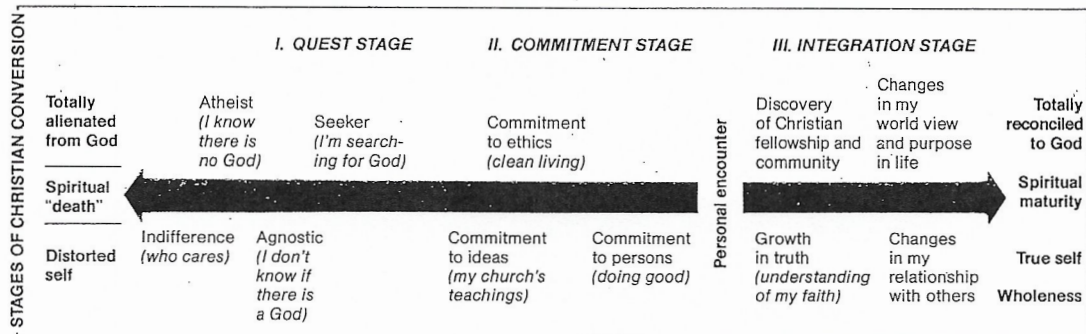 STAGES OF CHRISTIAN CONVERSION
I. QUEST STAGE
II. COMMITMENT STAGE
III. INTEGRATION STAGE
Totally
alienated
from God
Atheist
(I know
there is
no God)
Seeker
(I'm search-
ing for God)
Commitment
to ethics
(clean living)
Personal encounter
Discovery
of Christian
fellowship and
community
Changes
in my
world view
and purpose
in life
Totally
reconciled
to God
Spiritual
"death"
Spiritual
maturity
Distorted
self
Indifference
(who cares)
Agnostic
(I don't
know if
there is
a God)
Commitment
to ideas
(my church's
teachings)
Commitment
to persons
(doing good)
Growth
in truth
(understanding
of my faith)
Changes
in my
relationship
with others
True self
Wholeness